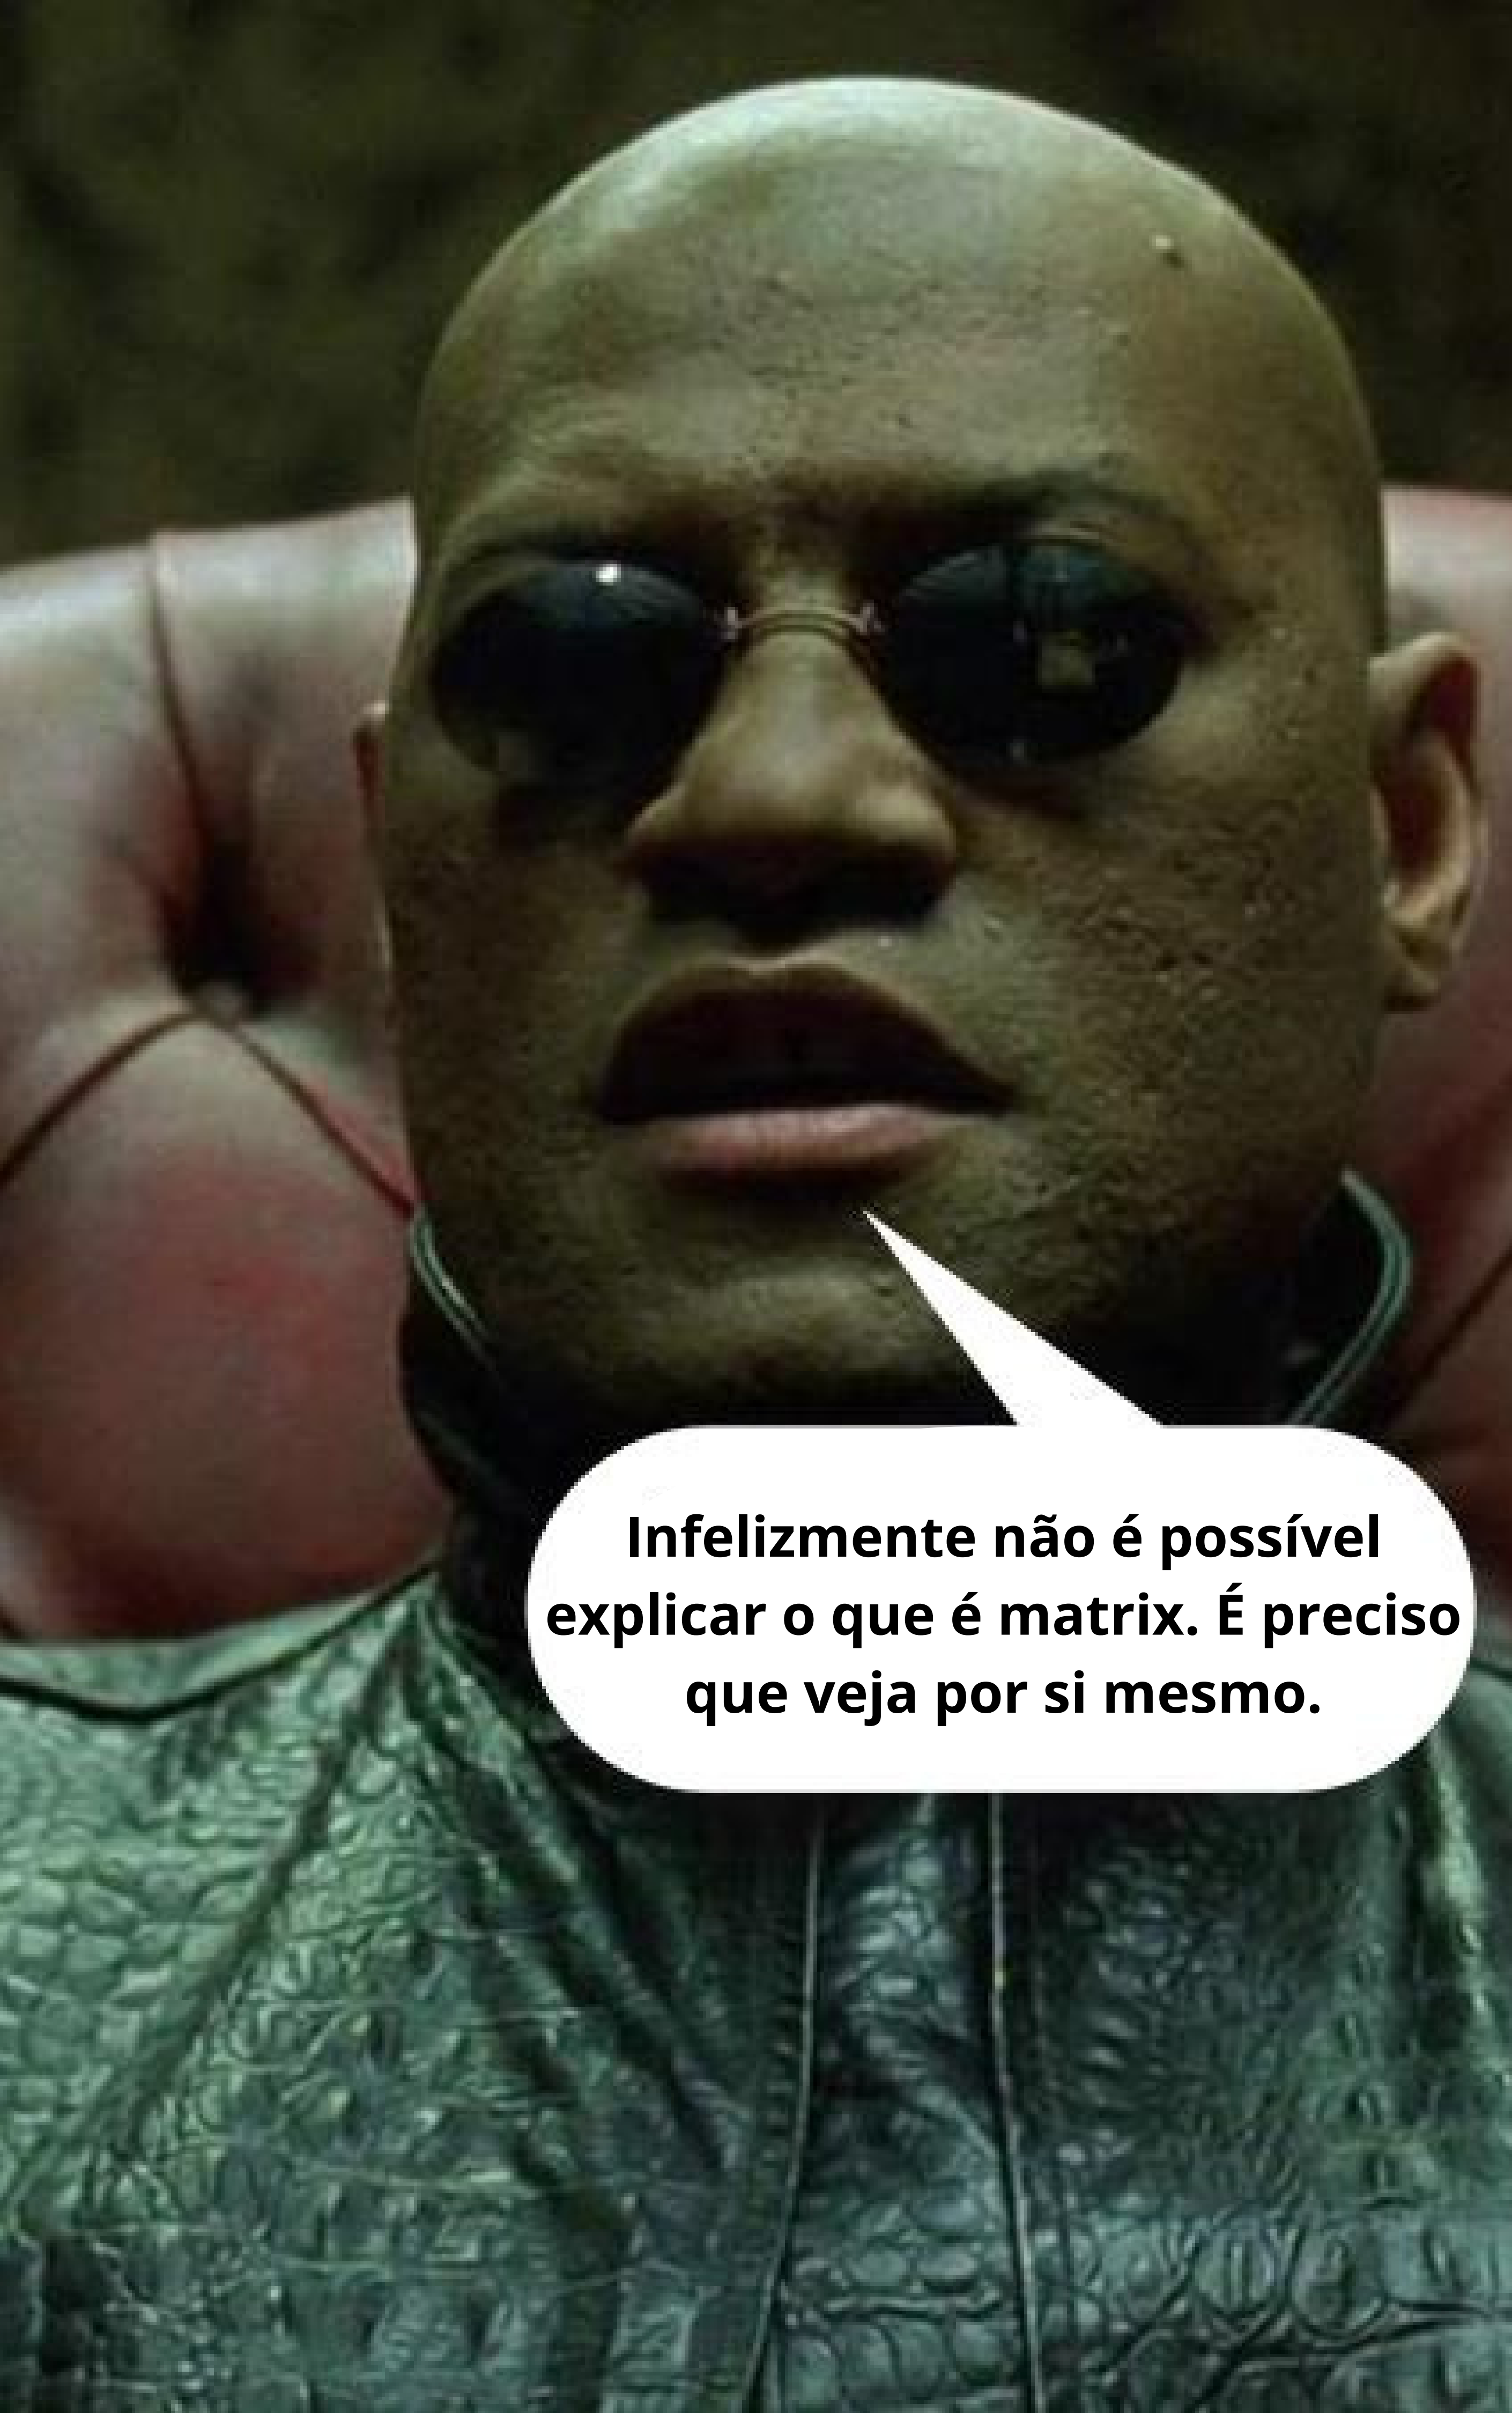 Infelizmente não é possível
explicar o que é matrix. É preciso
que veja por si mesmo.